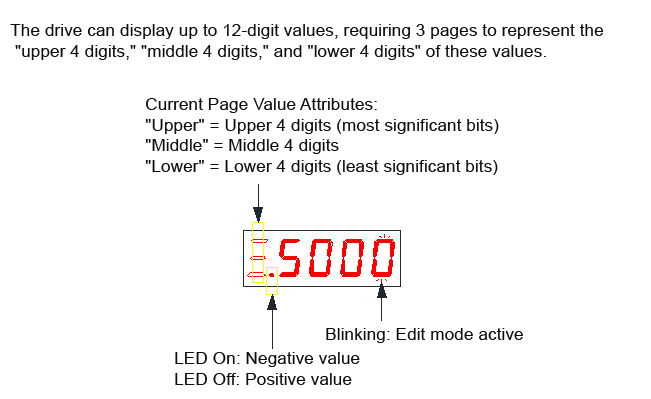 The drive can display up to 12-digit values, requiring 3 pages to represent the
"upper 4 digits," "middle 4 digits," and "lower 4 digits" of these values.
Current Page Value Attributes:
"Upper" = Upper 4 digits (most significant bits)
"Middle" = Middle 4 digits
"Lower" = Lower 4 digits (least significant bits)
.5000
Blinking: Edit mode active
LED On: Negative value
LED Off: Positive value